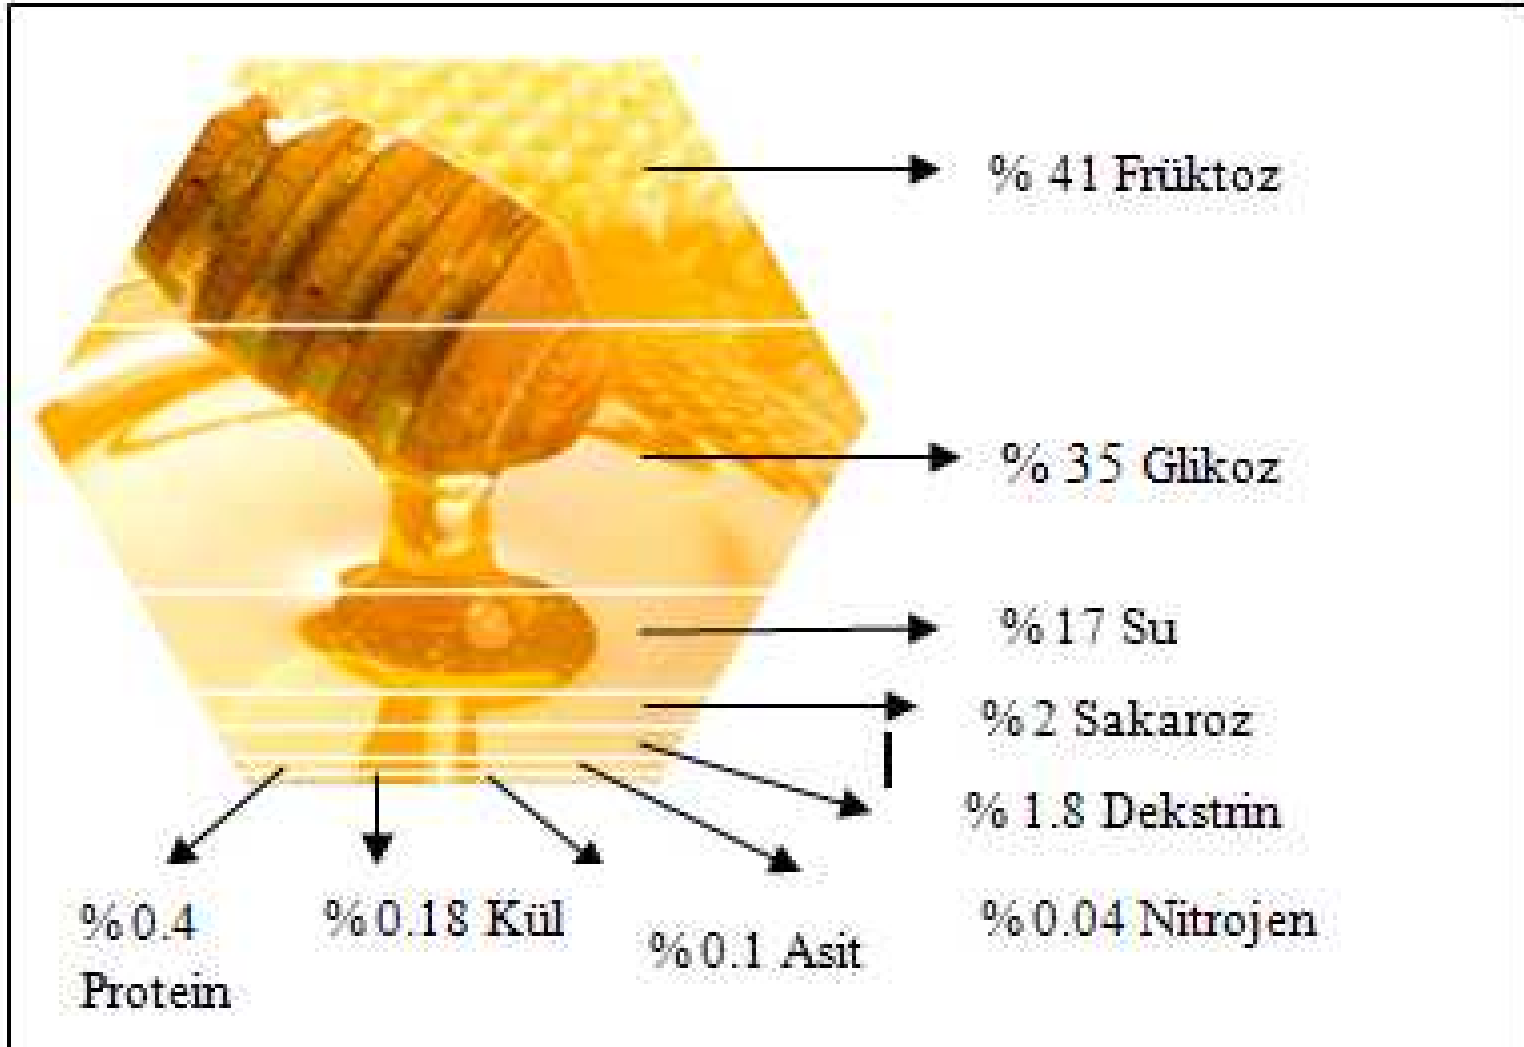 % 41 Früktoz
% 35 Glikoz
% 17 Su
% 2 Sakaroz
% 1.8 Dekstrin
% 0.04 Nitrojen
% 0.1 Asit
% 0.18 Kül
% 0.4
Protein